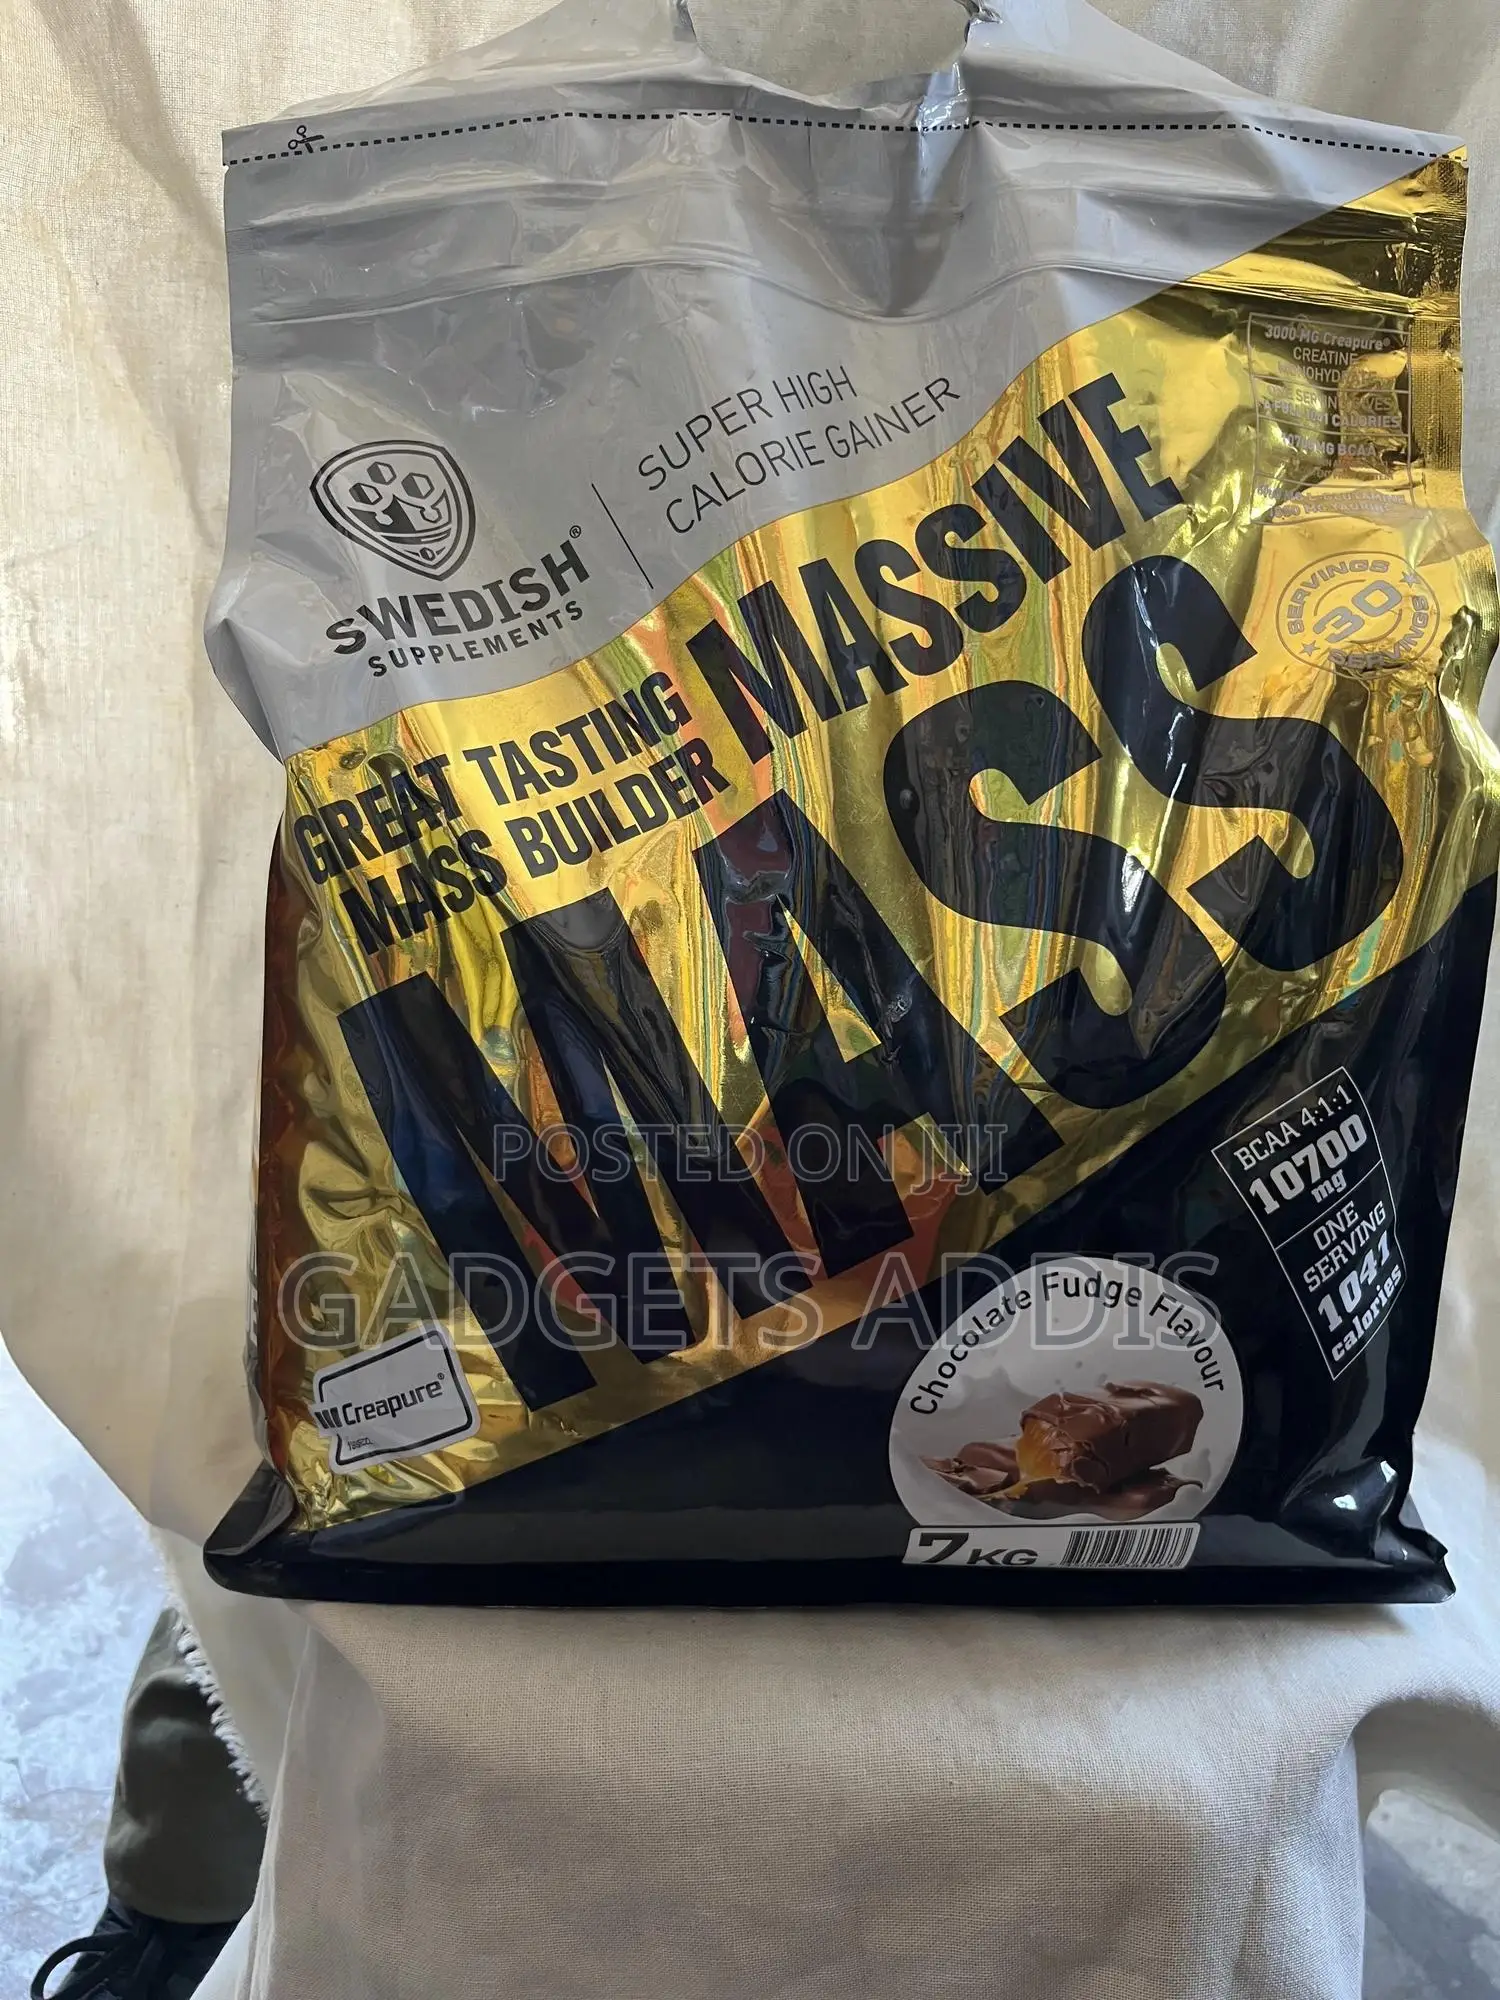 SWEDISH®
SUPPLEMENTS
SUPER HIGH
CALORIE GAINER
3000 MG Creapure®
CREATINE
SERVINGS
30
SERVINGS
GREAT TASTING
MASS BUILDER
MASSIVE
MASS
BCAA 4:1:1
10700
mg
ONE
SERVING
1041
calories
POSTED ON JIJI
GADGETS ADDIS
Creapure®
Chocolate Fudge Flavour
7 KG